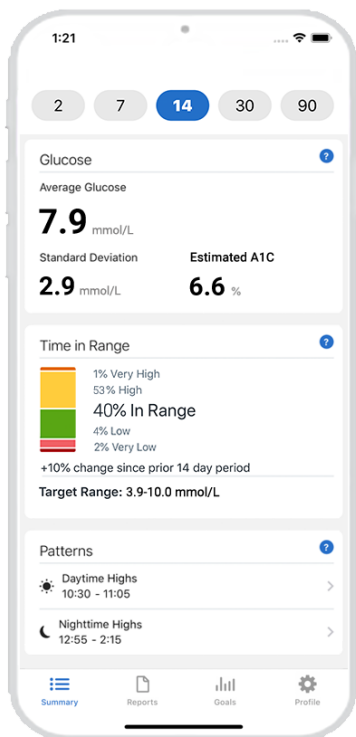 1:21
2 7 14 30 90
Glucose ?
Average Glucose
7.9 mmol/L
Standard Deviation Estimated A1C
2.9 mmol/L 6.6 %
Time in Range ?
1% Very High
53% High
40% In Range
4% Low
2% Very Low
+10% change since prior 14 day period
Target Range: 3.9-10.0 mmol/L
Patterns ?
Daytime Highs
10:30 - 11:05
Nighttime Highs
12:55 - 2:15
Summary Reports Goals Profile